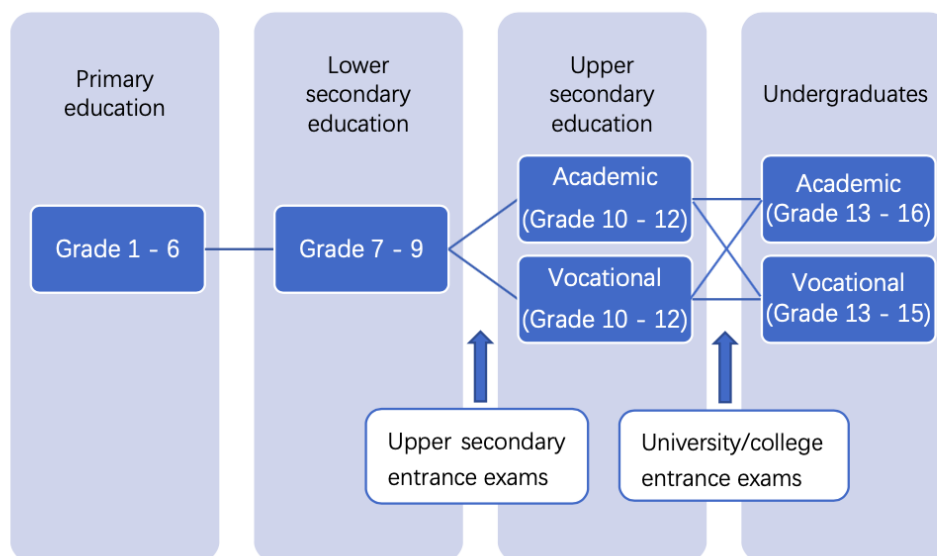 Primary
education
Lower
secondary
education
Upper
secondary
education
Undergraduates
Grade 1 - 6
Grade 7 - 9
Academic
(Grade 10 - 12)
Vocational
(Grade 10 - 12)
Academic
(Grade 13 - 16)
Vocational
(Grade 13 - 15)
Upper secondary
entrance exams
University/college
entrance exams